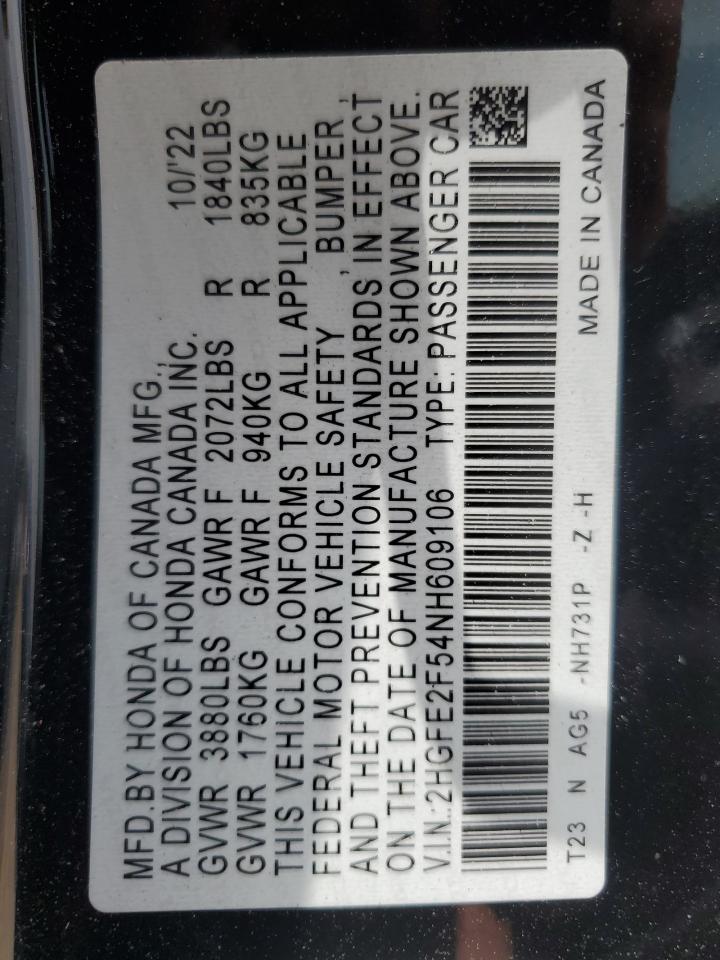 MFD.BY HONDA OF CANADA MFG.,
A DIVISION OF HONDA CANADA INC. 10/'22
GVWR 3880LBS GAWR F 2072LBS R 1840LBS
GVWR 1760KG GAWR F 940KG R 835KG
THIS VEHICLE CONFORMS TO ALL APPLICABLE
FEDERAL MOTOR VEHICLE SAFETY , BUMPER ,
AND THEFT PREVENTION STANDARDS IN EFFECT
ON THE DATE OF MANUFACTURE SHOWN ABOVE.
V.I.N.:2HGFE2F54NH609106 TYPE:PASSENGER CAR
T23 N AG5 -NH731P -Z -H MADE IN CANADA